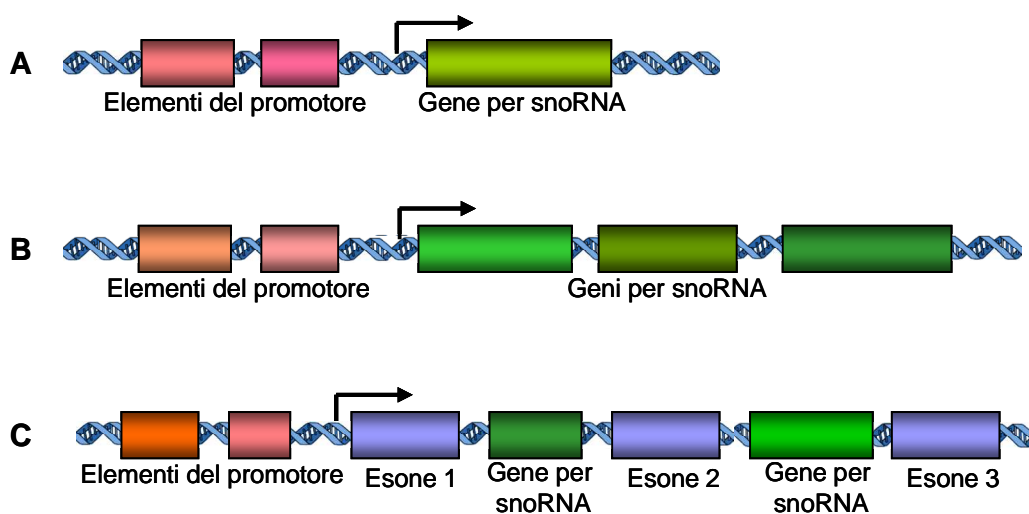 A
Elementi del promotore
Gene per snoRNA
B
Elementi del promotore
Geni per snoRNA
C
Elementi del promotore
Esone 1
Gene per
snoRNA
Esone 2
Gene per
snoRNA
Esone 3